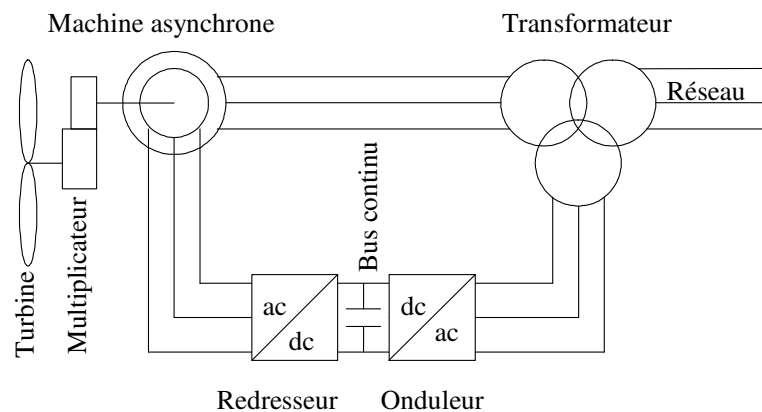 Machine asynchrone
Transformateur
Réseau
Turbine
Multiplicateur
Bus continu
ac
dc
dc
ac
Redresseur
Onduleur